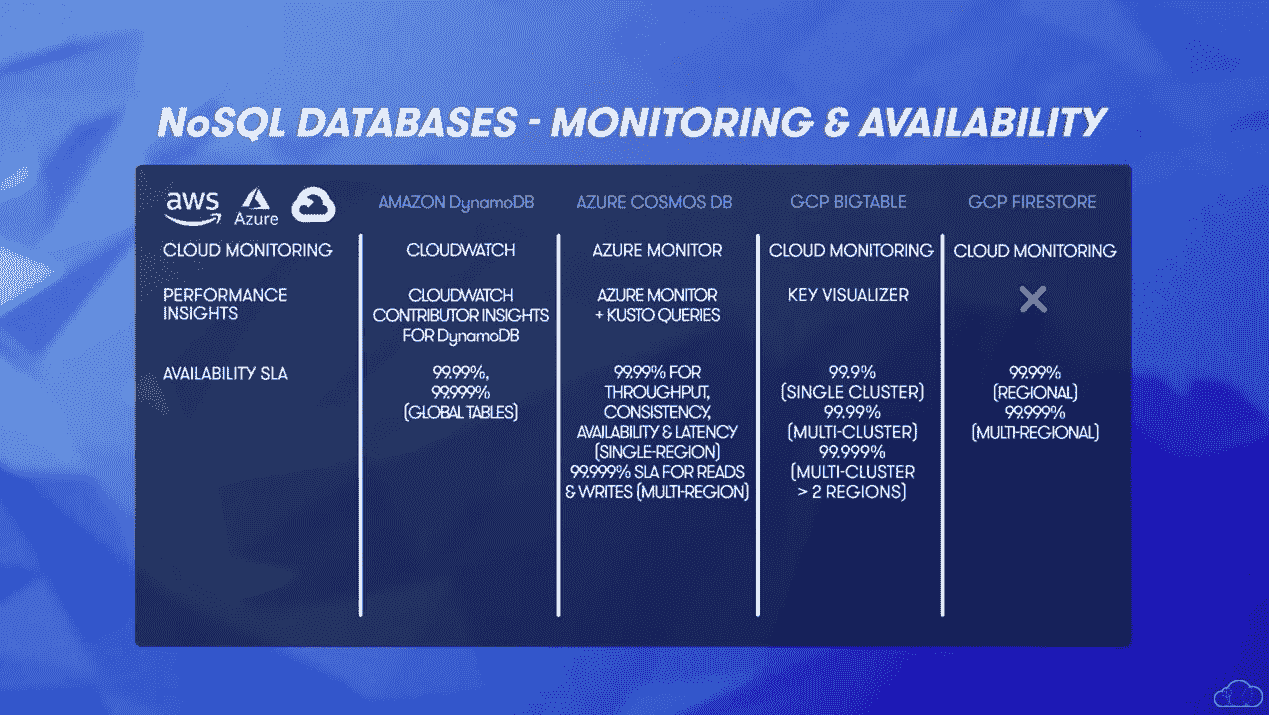 NoSQL DATABASES - MONITORING & AVAILABILITY
aws
Azure
AMAZON DynamoDB
AZURE COSMOS DB
GCP BIGTABLE
GCP FIRESTORE
CLOUD MONITORING
CLOUDWATCH
AZURE MONITOR
CLOUD MONITORING
CLOUD MONITORING
PERFORMANCE
INSIGHTS
CLOUDWATCH
CONTRIBUTOR INSIGHTS
FOR DynamoDB
AZURE MONITOR
+ KUSTO QUERIES
KEY VISUALIZER
AVAILABILITY SLA
99.99%,
99.999%
(GLOBAL TABLES)
99.99% FOR
THROUGHPUT,
CONSISTENCY,
AVAILABILITY & LATENCY
(SINGLE-REGION)
99.999% SLA FOR READS
& WRITES (MULTI-REGION)
99.9%
(SINGLE CLUSTER)
99.99%
(MULTI-CLUSTER)
99.999%
(MULTI-CLUSTER
> 2 REGIONS)
99.99%
(REGIONAL)
99.999%
(MULTI-REGIONAL)